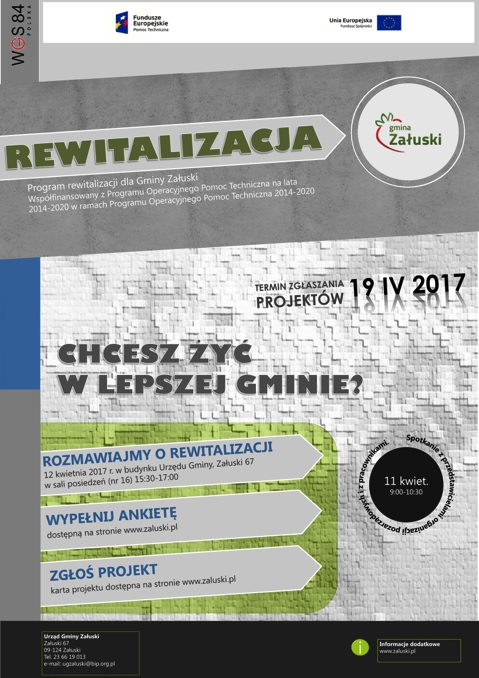 WES84
POLSKA
Fundusze
Europejskie
Pomoc Techniczna
Unia Europejska
Fundusz Spójności
gmina
Załuski
REWITALIZACJA
Program rewitalizacji dla Gminy Załuski
Współfinansowany z Programu Operacyjnego Pomoc Techniczna na lata
2014-2020 w ramach Programu Operacyjnego Pomoc Techniczna 2014-2020
TERMIN ZGŁASZANIA
PROJEKTÓW
19 IV 2017
CHCESZ ŻYĆ
W LEPSZEJ GMINIE?
ROZMAWIAJMY O REWITALIZACJI
12 kwietnia 2017 r. w budynku Urzędu Gminy, Załuski 67
w sali posiedzeń (nr 16) 15:30-17:00
Spotkanie z przedstawicielami organizacji pozarządowych i z pracownikami.
11 kwiet.
9:00-10:30
WYPEŁNIJ ANKIETĘ
dostępną na stronie www.zaluski.pl
ZGŁOŚ PROJEKT
karta projektu dostępna na stronie www.zaluski.pl
Urząd Gminy Załuski
Załuski 67
09-124 Załuski
Tel. 23 66 19 013
e-mail: ugzaluski@bip.org.pl
i
Informacje dodatkowe
www.zaluski.pl